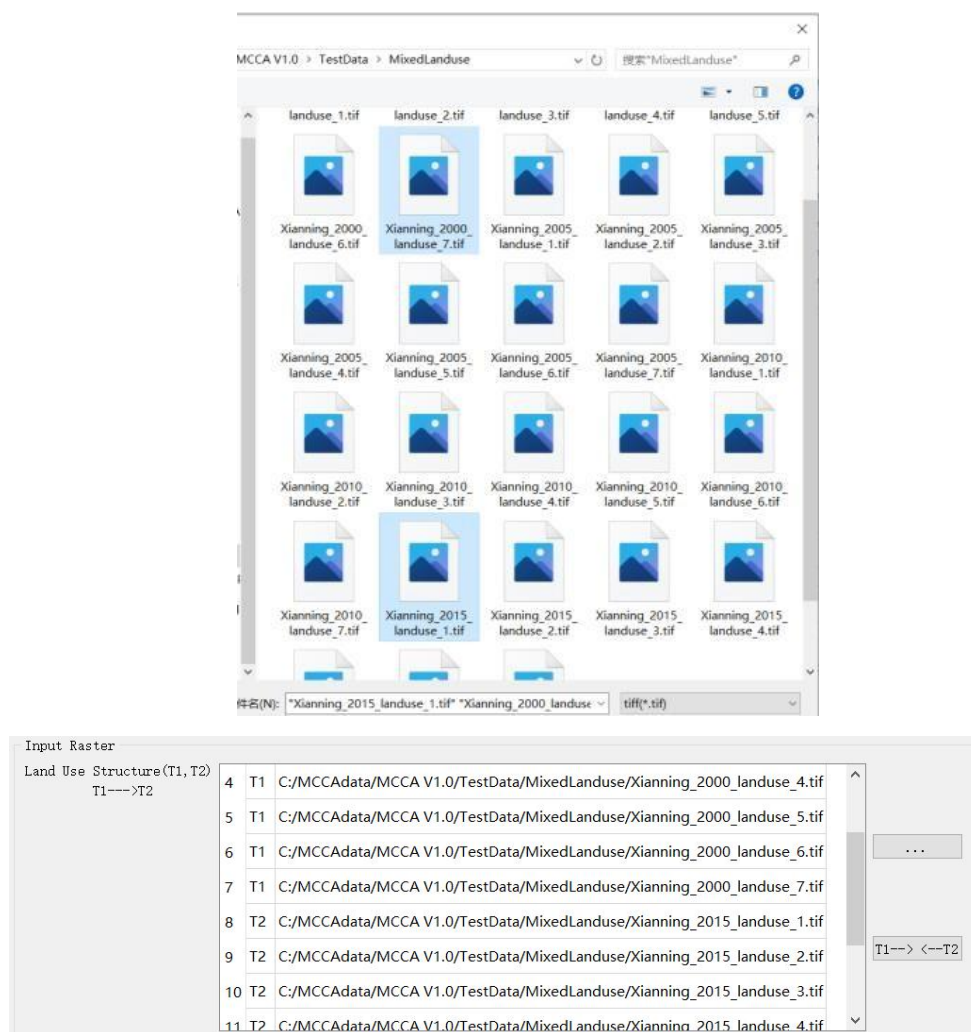 MCCA V1.0 > TestData > MixedLanduse
搜索"MixedLanduse"
landuse_1.tif landuse_2.tif landuse_3.tif landuse_4.tif landuse_5.tif
Xianning_2000_ Xianning_2000_ Xianning_2005_ Xianning_2005_ Xianning_2005_
landuse_6.tif landuse_7.tif landuse_1.tif landuse_2.tif landuse_3.tif
Xianning_2005_ Xianning_2005_ Xianning_2005_ Xianning_2005_ Xianning_2010_
landuse_4.tif landuse_5.tif landuse_6.tif landuse_7.tif landuse_1.tif
Xianning_2010_ Xianning_2010_ Xianning_2010_ Xianning_2010_ Xianning_2010_
landuse_2.tif landuse_3.tif landuse_4.tif landuse_5.tif landuse_6.tif
Xianning_2010_ Xianning_2015_ Xianning_2015_ Xianning_2015_ Xianning_2015_
landuse_7.tif landuse_1.tif landuse_2.tif landuse_3.tif landuse_4.tif
件名(N): "Xianning_2015_landuse_1.tif" "Xianning_2000_landuse tiff(*.tif)
Input Raster
Land Use Structure(T1,T2)
T1--->T2
4 T1 C:/MCCAdata/MCCA V1.0/TestData/MixedLanduse/Xianning_2000_landuse_4.tif
5 T1 C:/MCCAdata/MCCA V1.0/TestData/MixedLanduse/Xianning_2000_landuse_5.tif
6 T1 C:/MCCAdata/MCCA V1.0/TestData/MixedLanduse/Xianning_2000_landuse_6.tif
...
7 T1 C:/MCCAdata/MCCA V1.0/TestData/MixedLanduse/Xianning_2000_landuse_7.tif
8 T2 C:/MCCAdata/MCCA V1.0/TestData/MixedLanduse/Xianning_2015_landuse_1.tif
9 T2 C:/MCCAdata/MCCA V1.0/TestData/MixedLanduse/Xianning_2015_landuse_2.tif
T1--> <--T2
10 T2 C:/MCCAdata/MCCA V1.0/TestData/MixedLanduse/Xianning_2015_landuse_3.tif
11 T2 C:/MCCAdata/MCCA V1.0/TestData/MixedLanduse/Xianning_2015_landuse_4.tif